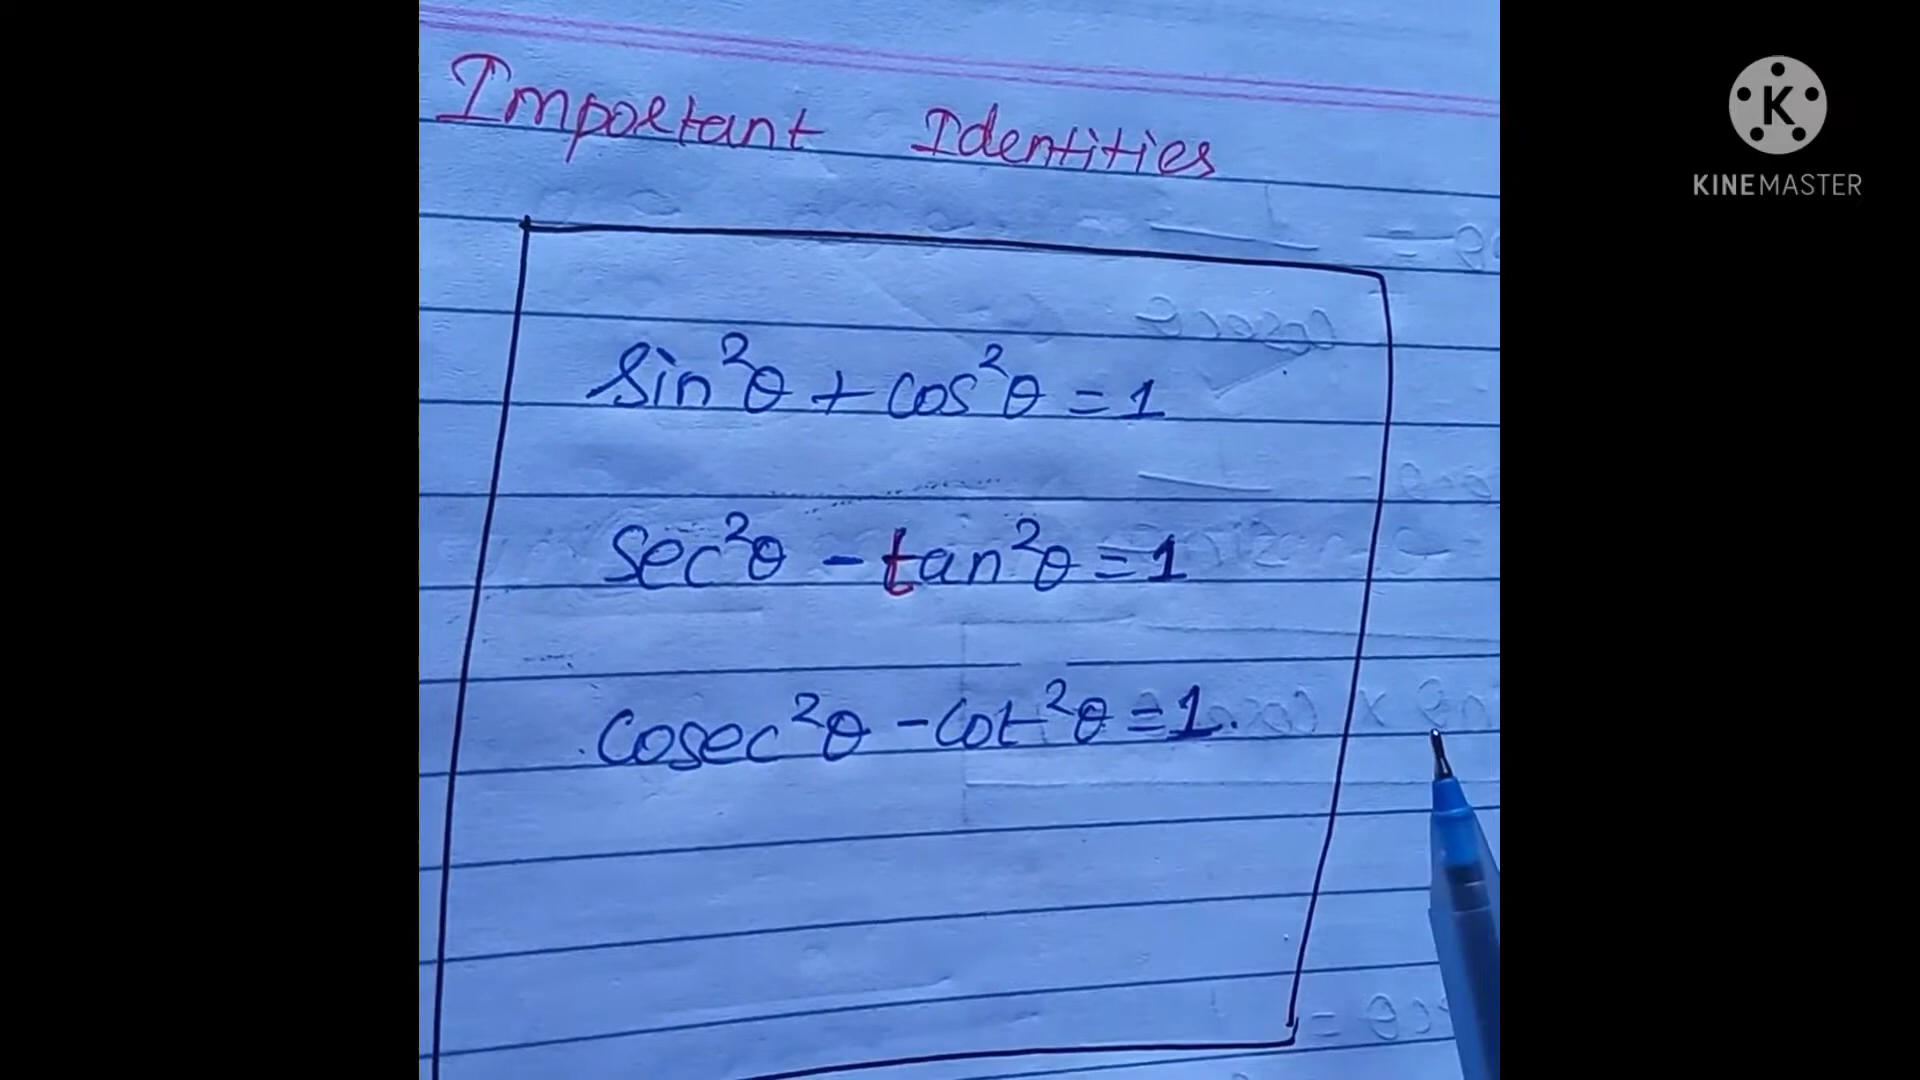 Important Identities
sin²θ + cos²θ = 1
sec²θ - tan²θ = 1
cosec²θ - cot²θ = 1.
K
KINEMASTER